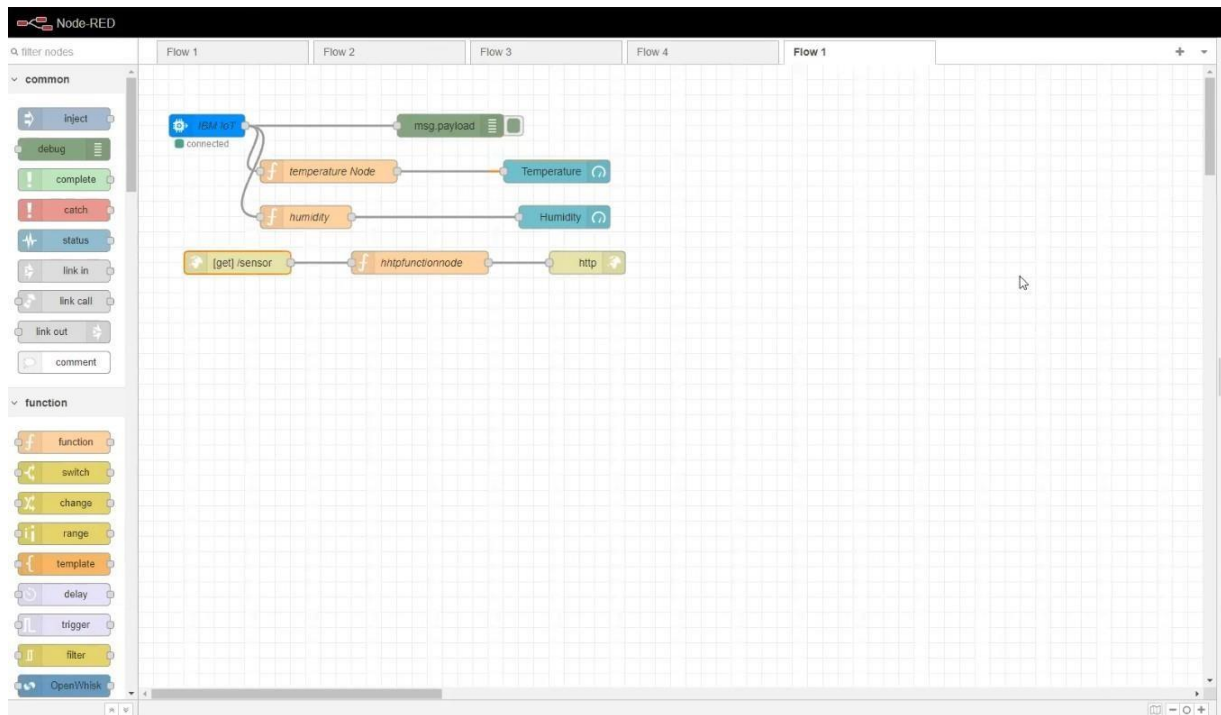 Node-RED
filter nodes
Flow 1
Flow 2
Flow 3
Flow 4
Flow 1
common
inject
debug
complete
catch
status
link in
link call
link out
comment
function
function
switch
change
range
template
delay
trigger
filter
OpenWhisk
IBM IoT
connected
msg.payload
temperature Node
Temperature
humidity
Humidity
[get] /sensor
hhtpfunctionnode
http